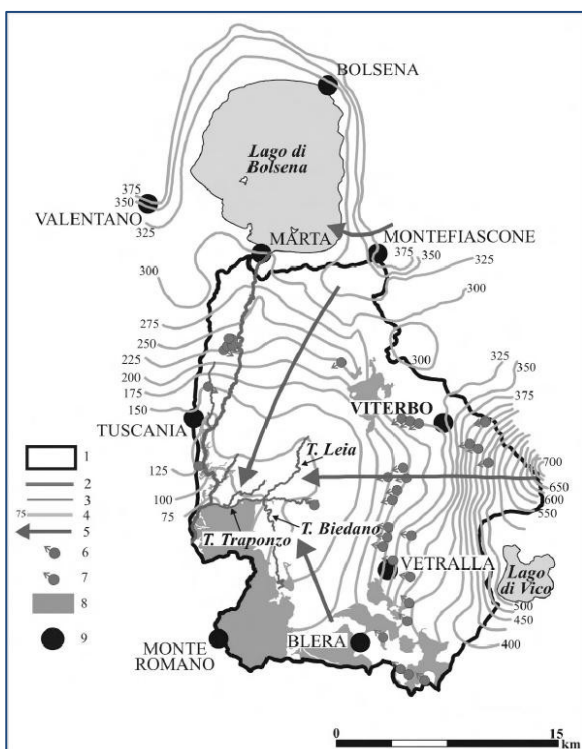 BOLSENA
Lago di
Bolsena
375
350
325
VALENTANO
MARTA
MONTEFIASCONE
375
350
325
300
300
275
250
225
200
175
150
300
325
350
375
VITERBO
TUSCANIA
T. Leia
125
100
75
700
650
600
550
T. Traponzo
T. Biedano
VETRALLA
Lago
di Vico
500
450
400
MONTE
ROMANO
BLERA
1
2
3
75 4
5
6
7
8
9
0 15
km